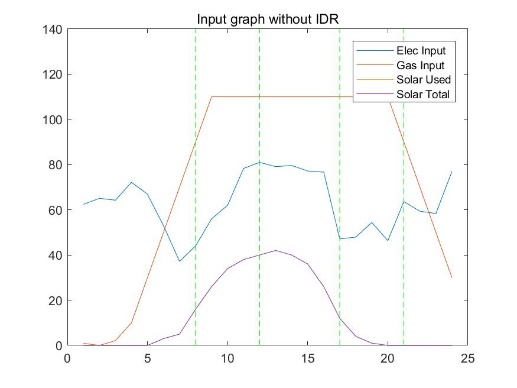 Input graph without IDR
140
120
100
80
60
40
20
0
Elec Input
Gas Input
Solar Used
Solar Total
0 5 10 15 20 25